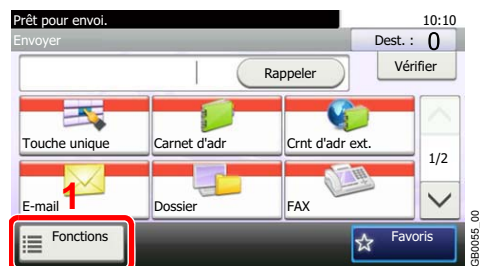 Prêt pour envoi.
10:10
Envoyer
Dest. : 0
Rappeler
Vérifier
Touche unique
Carnet d'adr
Crnt d'adr ext.
1/2
E-mail
1
Dossier
FAX
Fonctions
Favoris
GB0055_00